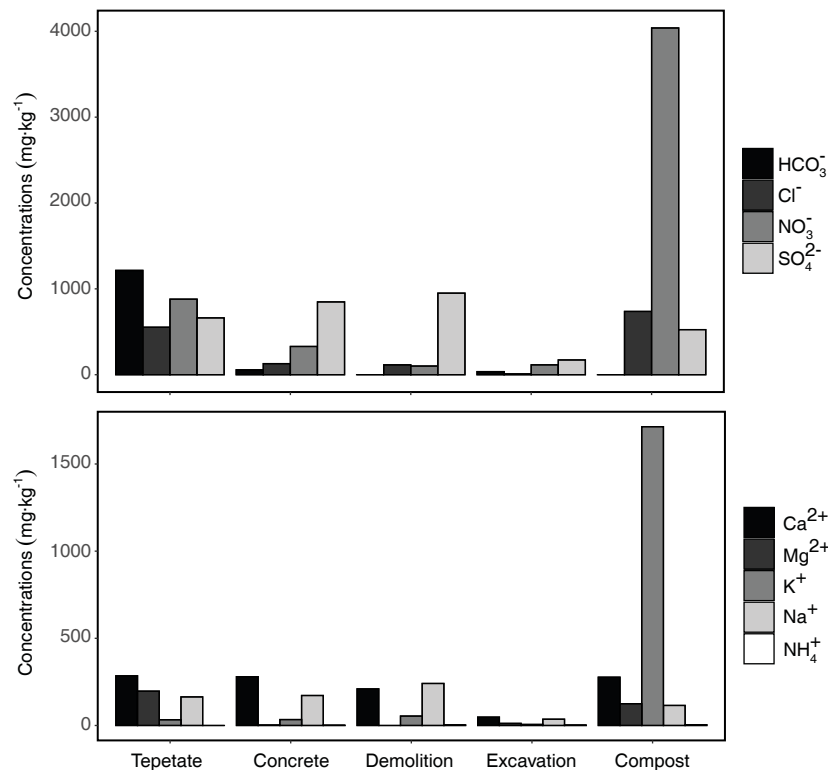 4000
3000
2000
1000
0
Concentrations (mg·kg⁻¹)
HCO₃⁻
Cl⁻
NO₃⁻
SO₄²⁻
1500
1000
500
0
Concentrations (mg·kg⁻¹)
Ca²⁺
Mg²⁺
K⁺
Na⁺
NH₄⁺
Tepetate Concrete Demolition Excavation Compost